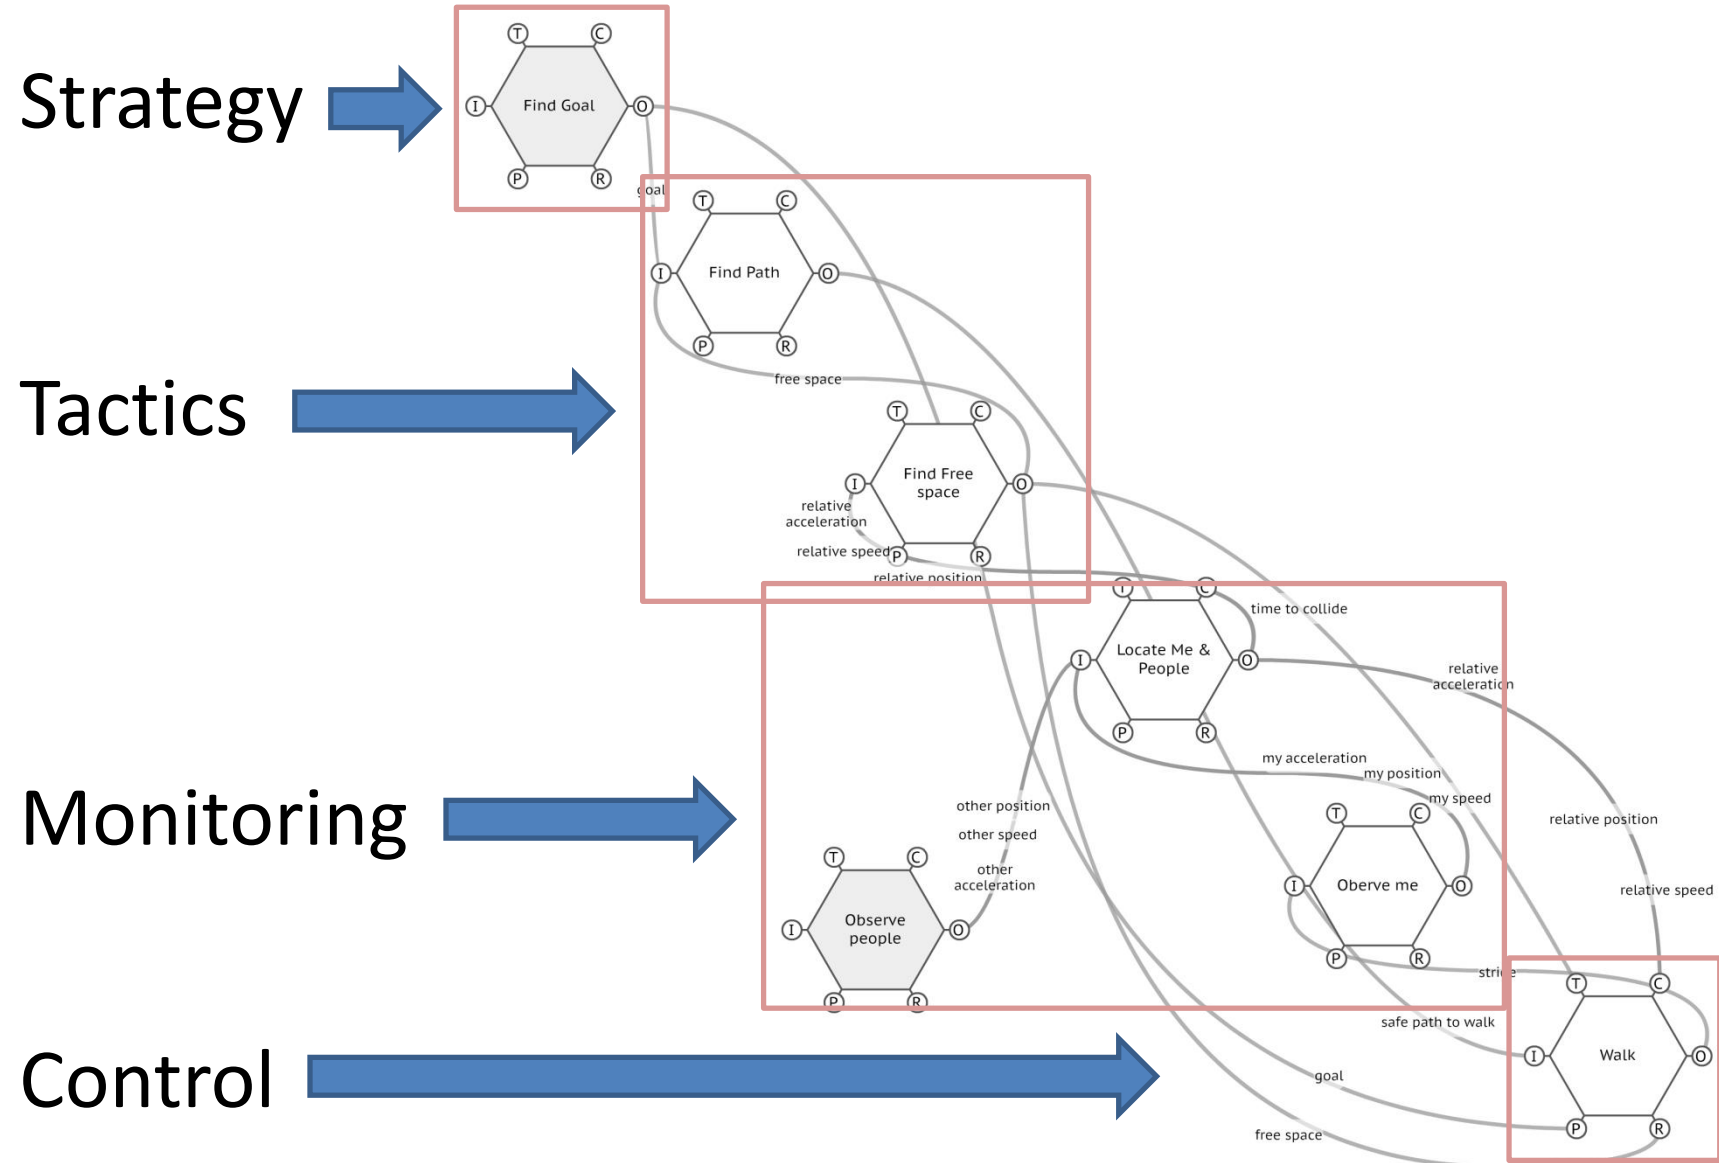 Strategy
T
C
I
Find Goal
O
P
R
goal
Tactics
T
C
I
Find Path
O
P
R
free space
T
C
I
Find Free
space
O
relative
acceleration
relative speed
P
R
relative position
Monitoring
T
C
time to collide
I
Locate Me &
People
O
relative
acceleration
P
R
my acceleration
my position
my speed
other position
other speed
other
acceleration
relative position
relative speed
T
C
I
Oberve me
O
P
R
T
C
I
Observe
people
O
P
R
stride
Control
T
C
safe path to walk
I
Walk
O
goal
P
R
free space